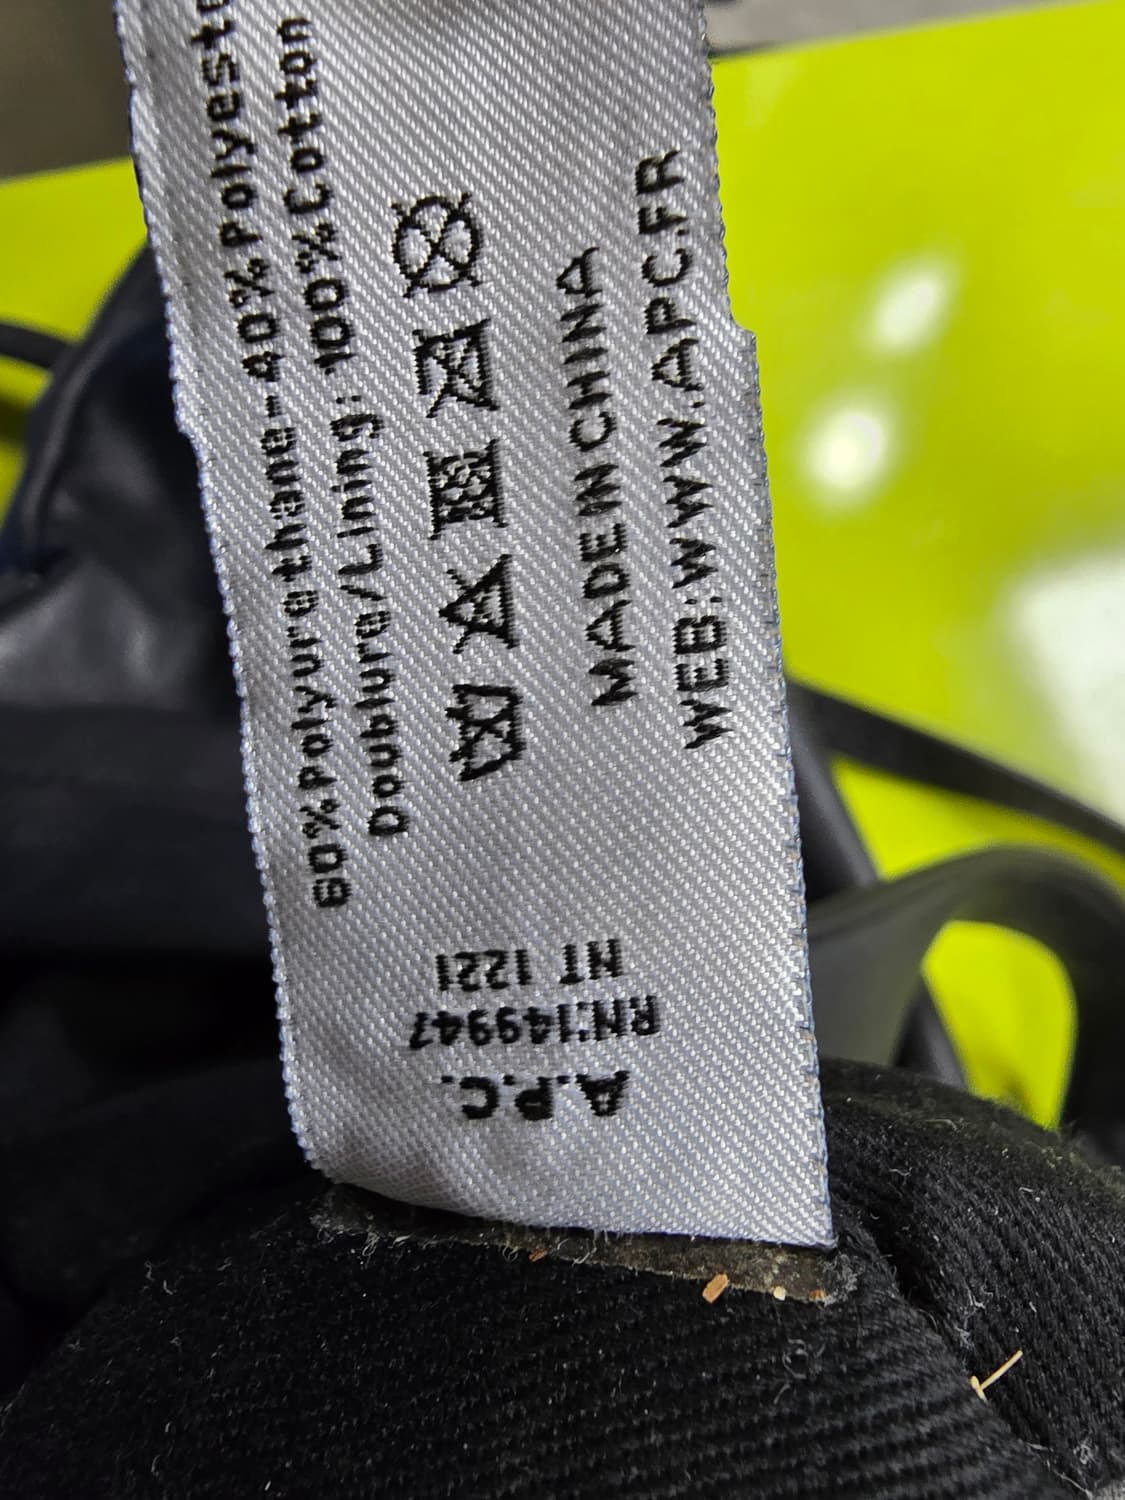 A.P.C.
RN:149947
NT 1221
60%Polyurethane-40%Polyeste
Doublure/Lining: 100%Cotton
MADE IN CHINA
WEB:WWW.APC.FR